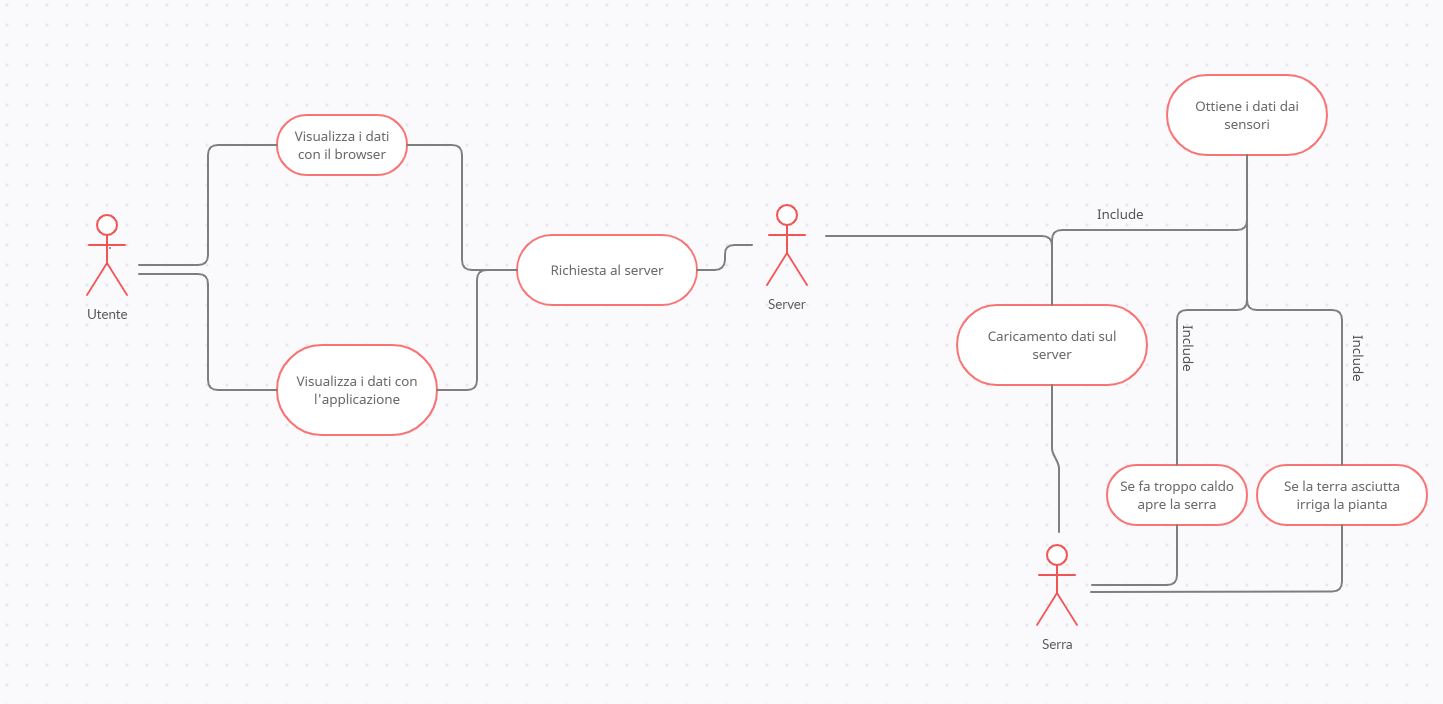 Ottiene i dati dai
sensori
Visualizza i dati
con il browser
Include
Richiesta al server
Utente
Server
Caricamento dati sul
server
Include
Include
Visualizza i dati con
l'applicazione
Se fa troppo caldo
apre la serra
Se la terra asciutta
irriga la pianta
Serra